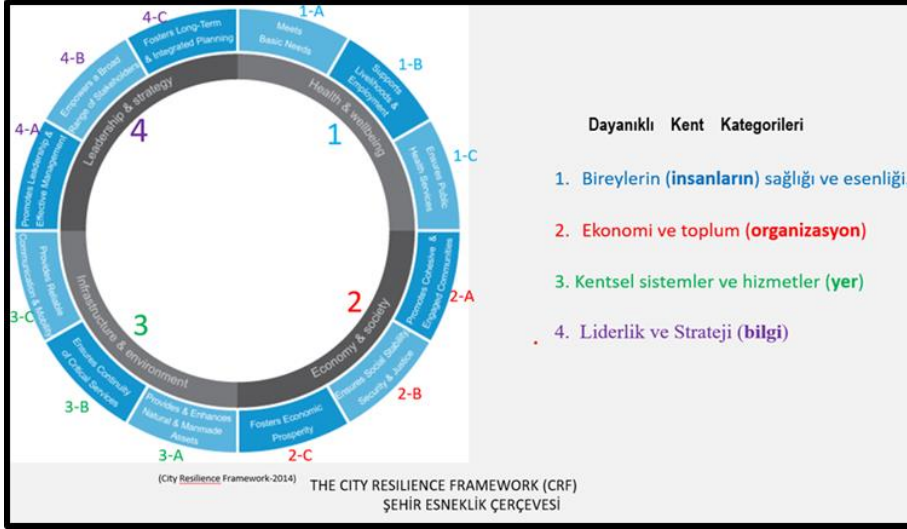 4-C
1-A
Fosters Long-Term
& Integrated Planning
Meets
Basic Needs
4-B
Empowers a Broad
Range of Stakeholders
1-B
Supports
Livelihoods &
Employment
Leadership & strategy
4
Health & wellbeing
1
4-A
Promotes Leadership &
Effective Management
1-C
Ensures Public
Health Services
Provides Reliable
Communication & Mobility
3-C
Infrastructure & environment
3
Economy & society
2
Promotes Cohesive &
Engaged Communities
2-A
Ensures Continuity
of Critical Services
3-B
Ensures Social Stability,
Security & Justice
2-B
Provides & Enhances
Natural & Manmade
Assets
3-A
Fosters Economic
Prosperity
2-C
Dayanıklı Kent Kategorileri
1. Bireylerin (insanların) sağlığı ve esenliği
2. Ekonomi ve toplum (organizasyon)
3. Kentsel sistemler ve hizmetler (yer)
4. Liderlik ve Strateji (bilgi)
(City Resilience Framework-2014)
THE CITY RESILIENCE FRAMEWORK (CRF)
ŞEHİR ESNEKLİK ÇERÇEVESİ